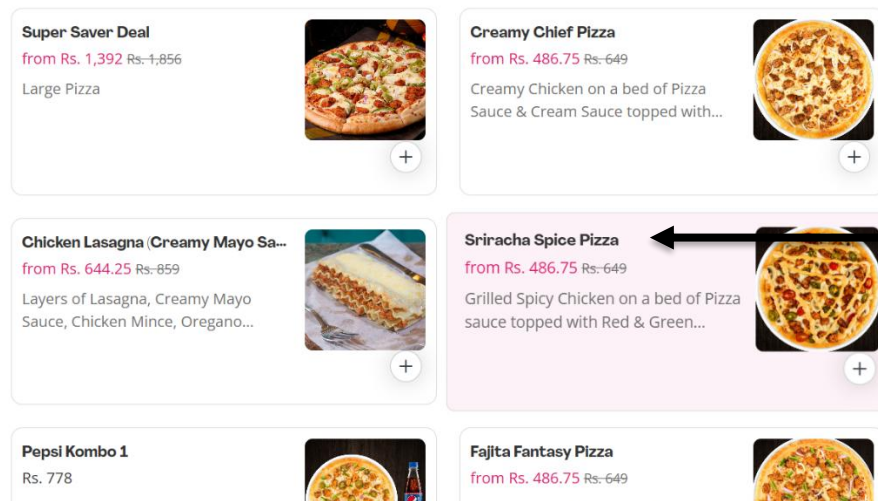 Super Saver Deal
from Rs. 1,392 Rs. 1,856
Large Pizza
Creamy Chief Pizza
from Rs. 486.75 Rs. 649
Creamy Chicken on a bed of Pizza
Sauce & Cream Sauce topped with...
Chicken Lasagna (Creamy Mayo Sa...
from Rs. 644.25 Rs. 859
Layers of Lasagna, Creamy Mayo
Sauce, Chicken Mince, Oregano...
Sriracha Spice Pizza
from Rs. 486.75 Rs. 649
Grilled Spicy Chicken on a bed of Pizza
sauce topped with Red & Green...
Pepsi Kombo 1
Rs. 778
Fajita Fantasy Pizza
from Rs. 486.75 Rs. 649